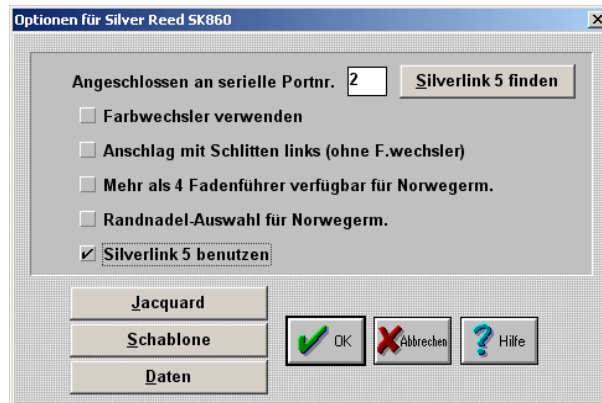 Optionen für Silver Reed SK860
Angeschlossen an serielle Portnr. 2 Silverlink 5 finden
Farbwechsler verwenden
Anschlag mit Schlitten links (ohne F.wechsler)
Mehr als 4 Fadenführer verfügbar für Norwegerm.
Randnadel-Auswahl für Norwegerm.
Silverlink 5 benutzen
Jacquard
Schablone
Daten
OK
Abbrechen
Hilfe